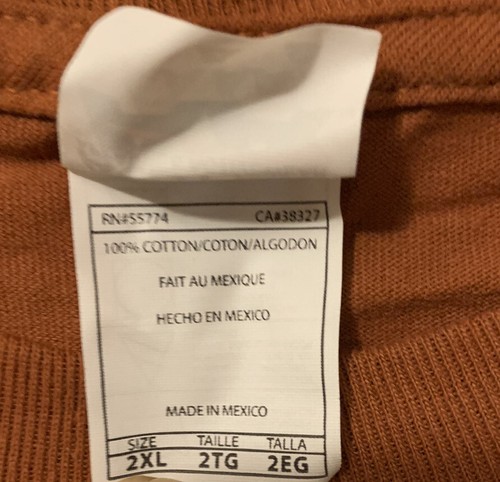 RN#55774 CA#38327
100% COTTON/COTON/ALGODON
FAIT AU MEXIQUE
HECHO EN MEXICO
MADE IN MEXICO
SIZE TAILLE TALLA
2XL 2TG 2EG